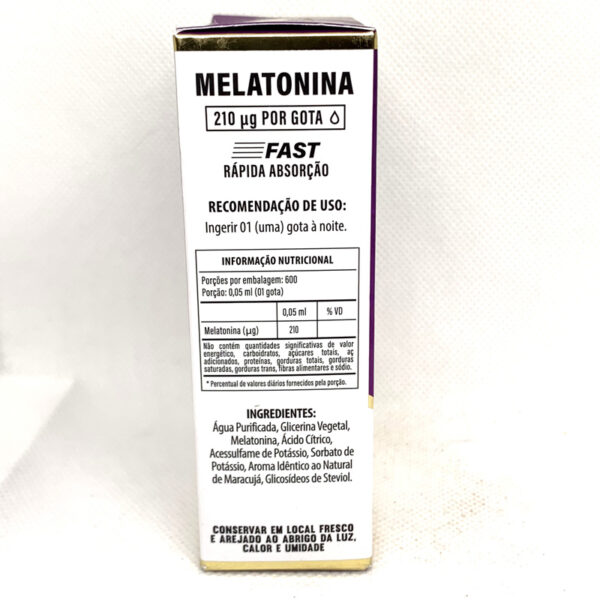 MELATONINA
210 µg POR GOTA
FAST
RÁPIDA ABSORÇÃO
RECOMENDAÇÃO DE USO:
Ingerir 01 (uma) gota à noite.
INFORMAÇÃO NUTRICIONAL
Porções por embalagem: 600
Porção: 0,05 ml (01 gota)
0,05 ml % VD
Melatonina (µg) 210
Não contém quantidades significativas de valor
energético, carboidratos, açúcares totais, aç
adicionados, proteínas, gorduras totais, gorduras
saturadas, gorduras trans, fibras alimentares e sódio.
* Percentual de valores diários fornecidos pela porção.
INGREDIENTES:
Água Purificada, Glicerina Vegetal,
Melatonina, Ácido Cítrico,
Acessulfame de Potássio, Sorbato de
Potássio, Aroma Idêntico ao Natural
de Maracujá, Glicosídeos de Steviol.
CONSERVAR EM LOCAL FRESCO
E AREJADO AO ABRIGO DA LUZ,
CALOR E UMIDADE